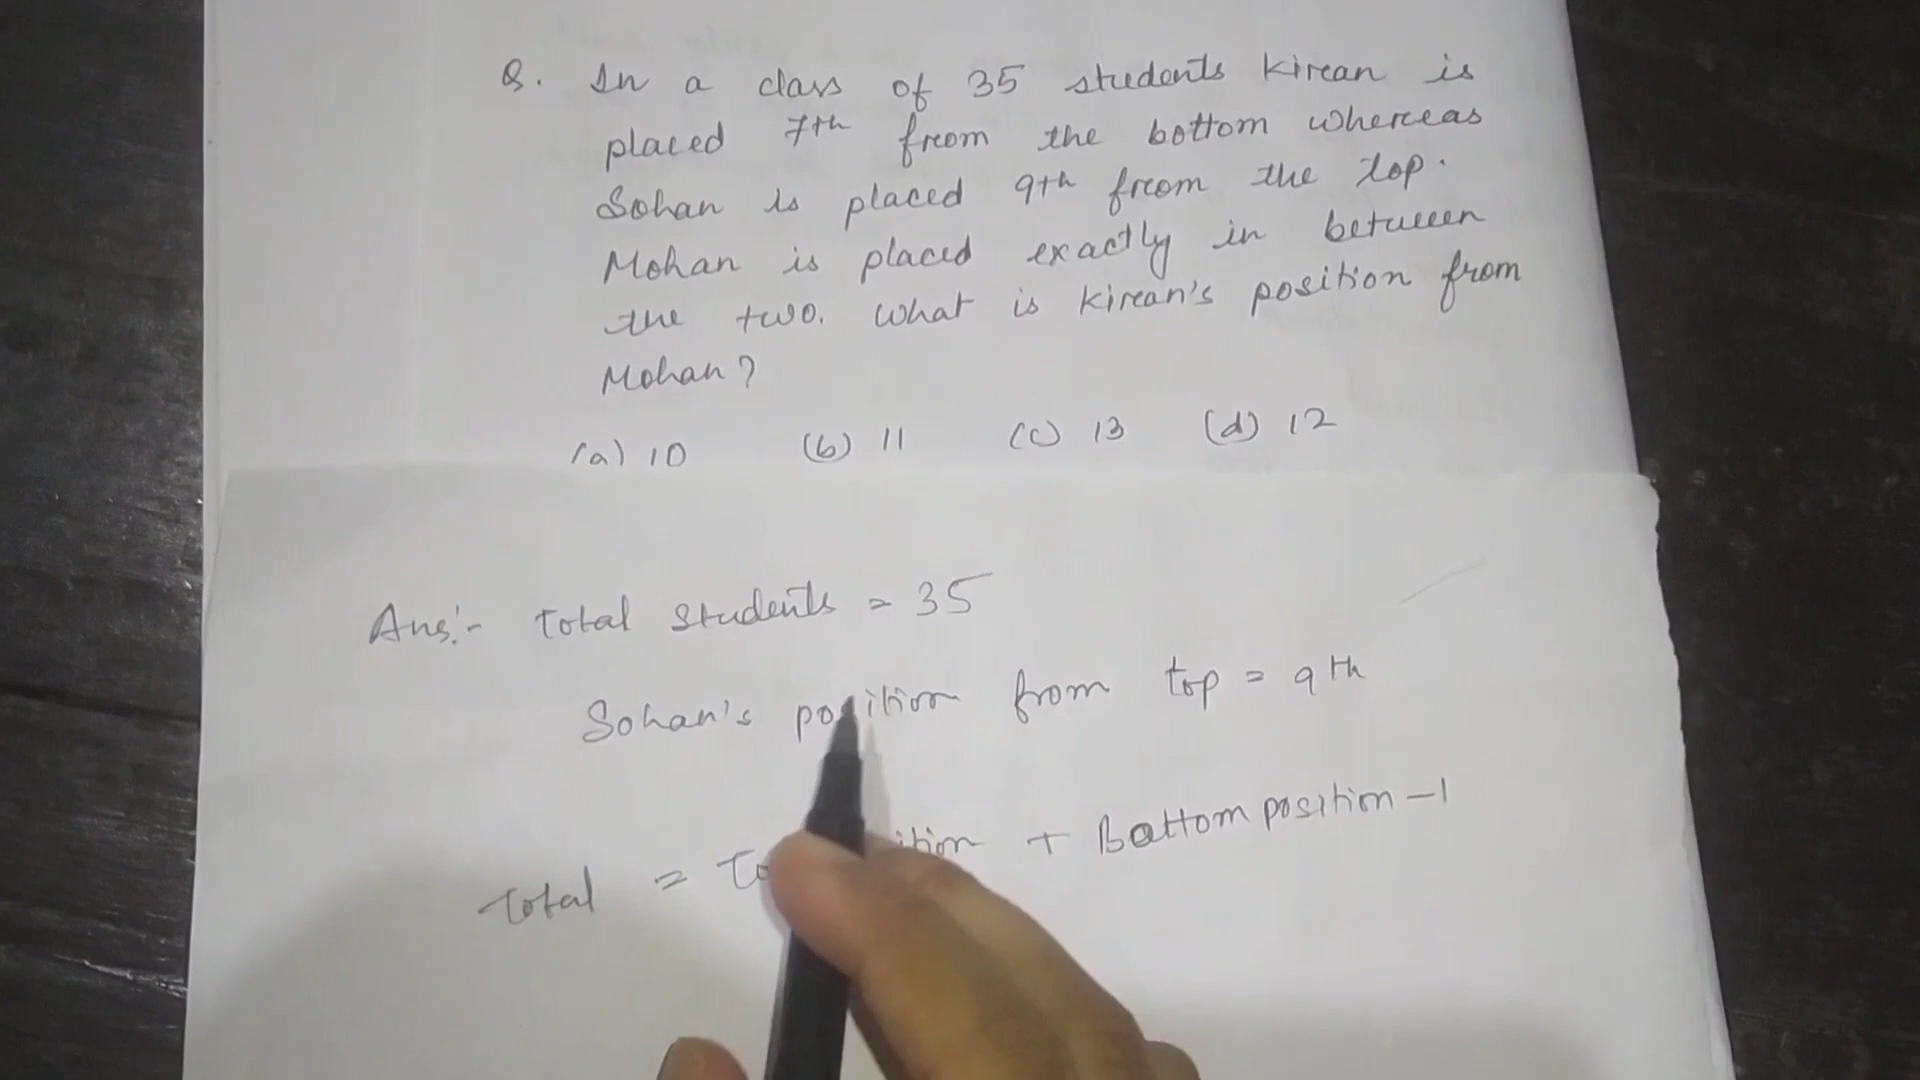 Q. In a class of 35 students Kiran is
placed 7th from the bottom whereas
Sohan is placed 9th from the top.
Mohan is placed exactly in between
the two. What is Kiran's position from
Mohan?
(a) 10 (b) 11 (c) 13 (d) 12
Ans:- Total students = 35
Sohan's position from top = 9th
Total = + Bottom position - 1